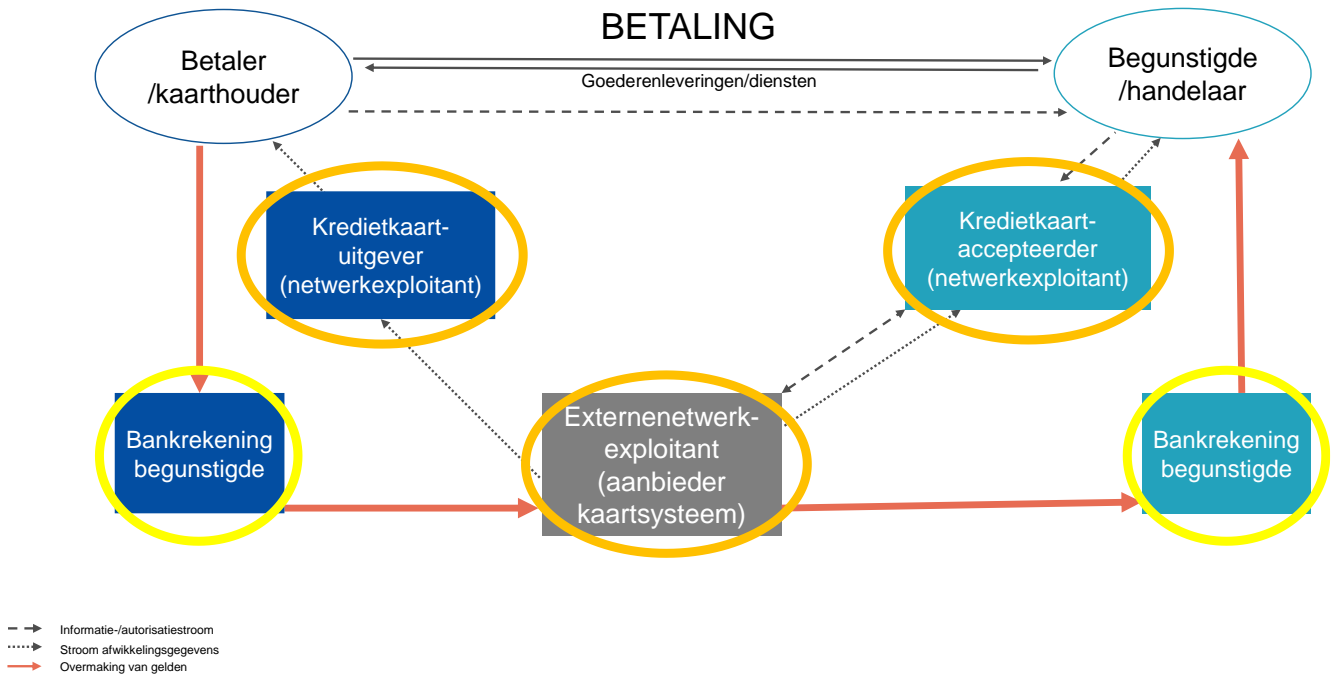 BETALING
Betaler
/kaarthouder
Goederenleveringen/diensten
Begunstigde
/handelaar
Kredietkaart-
uitgever
(netwerkexploitant)
Kredietkaart-
accepteerder
(netwerkexploitant)
Bankrekening
begunstigde
Externenetwerk-
exploitant
(aanbieder
kaartsysteem)
Bankrekening
begunstigde
Informatie-/autorisatiestroom
Stroom afwikkelingsgegevens
Overmaking van gelden